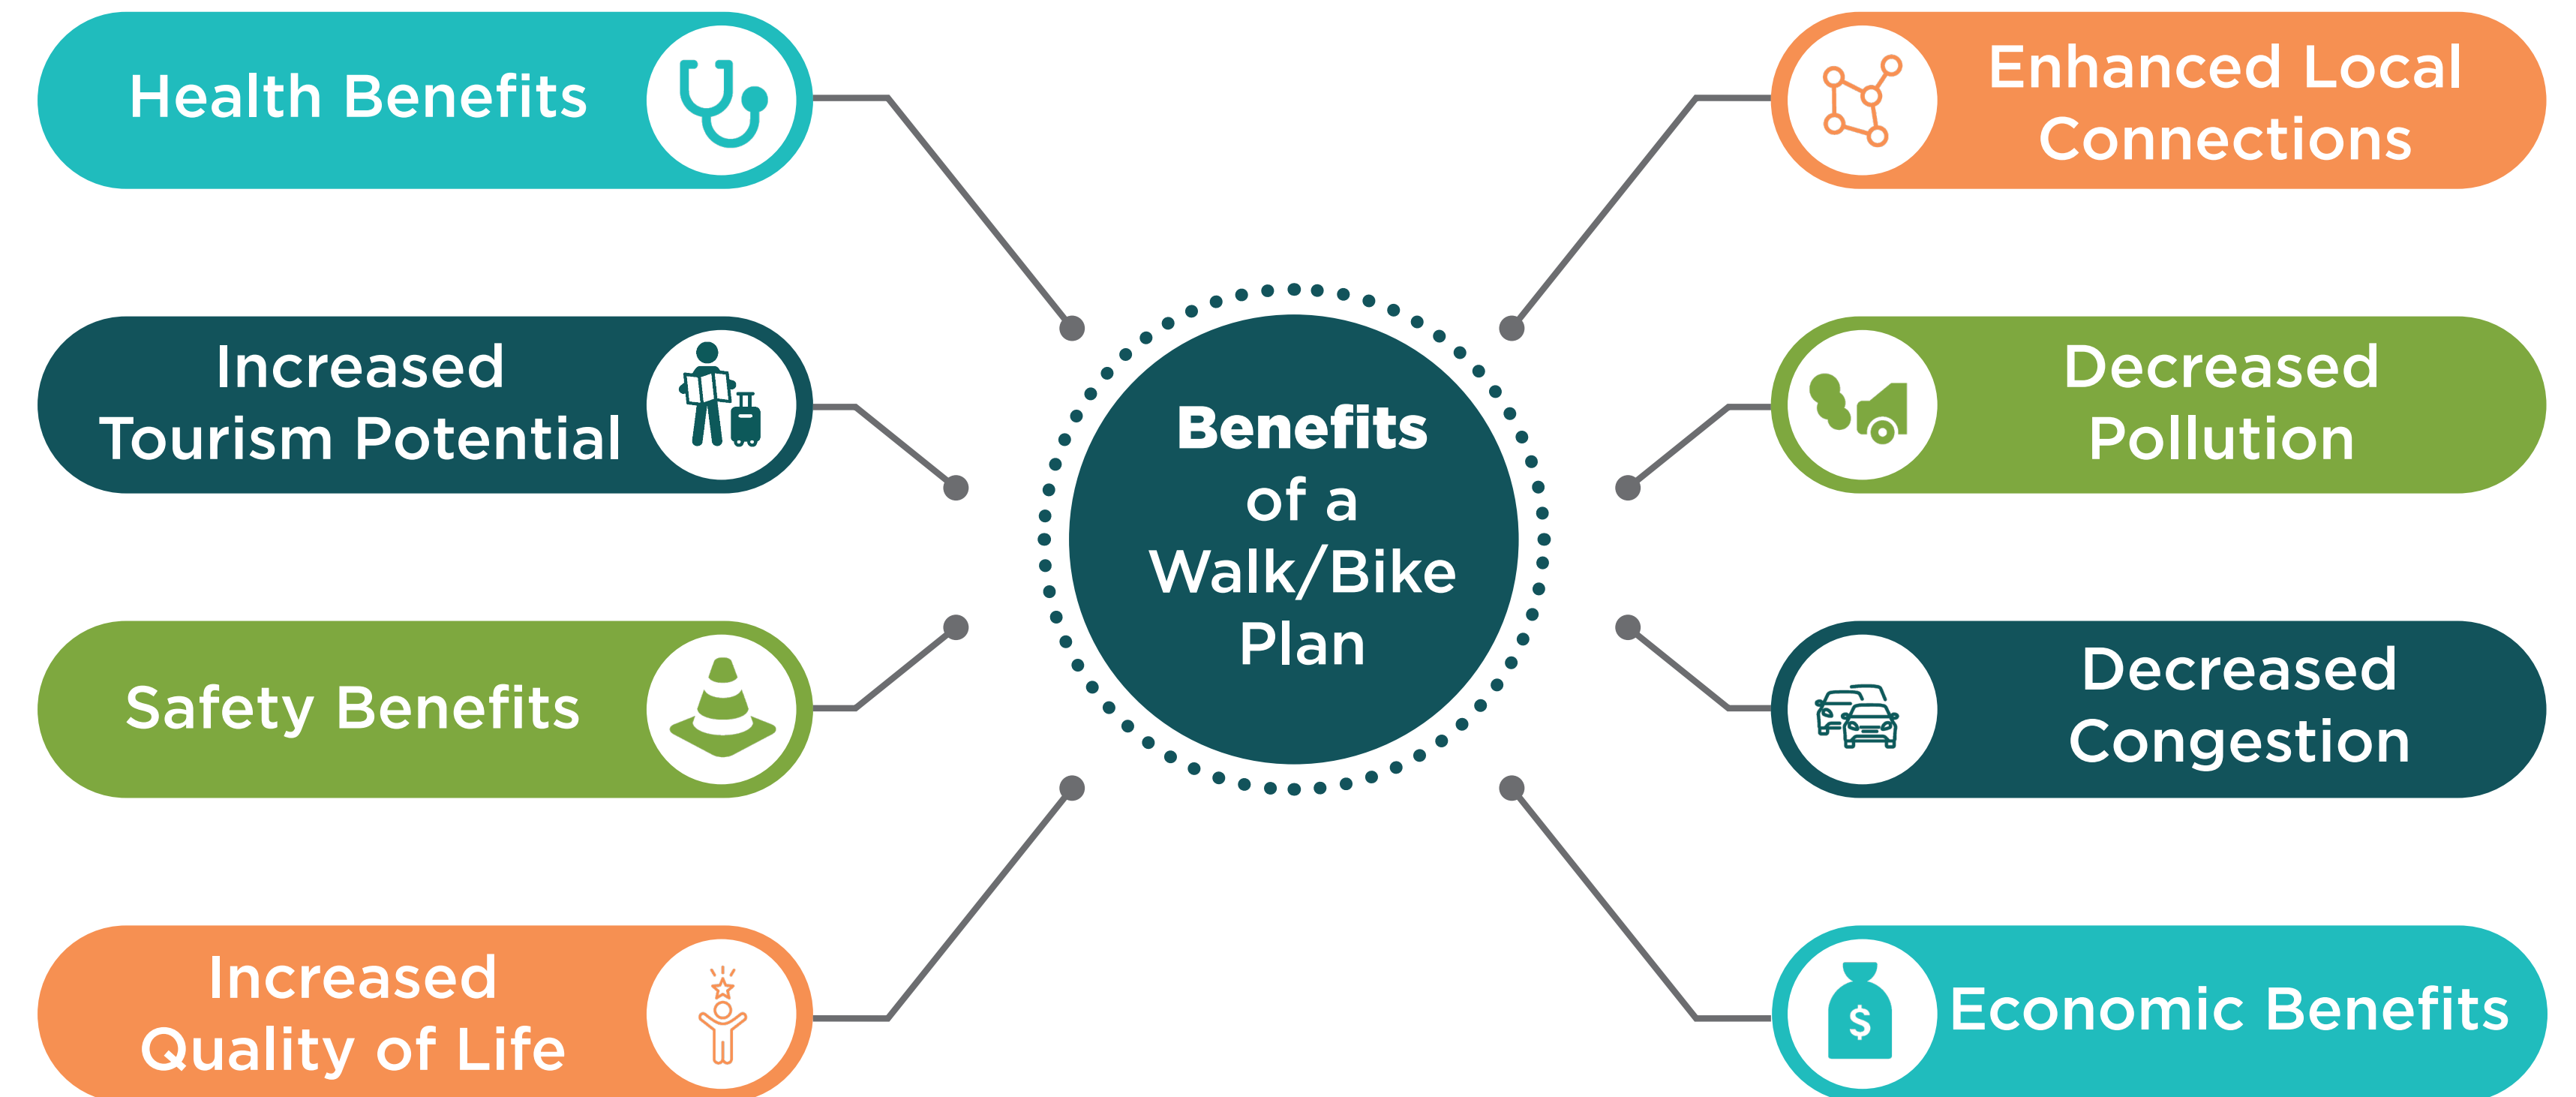 Health Benefits
Increased
Tourism Potential
Safety Benefits
Increased
Quality of Life
Benefits
of a
Walk/Bike
Plan
Enhanced Local
Connections
Decreased
Pollution
Decreased
Congestion
$
Economic Benefits